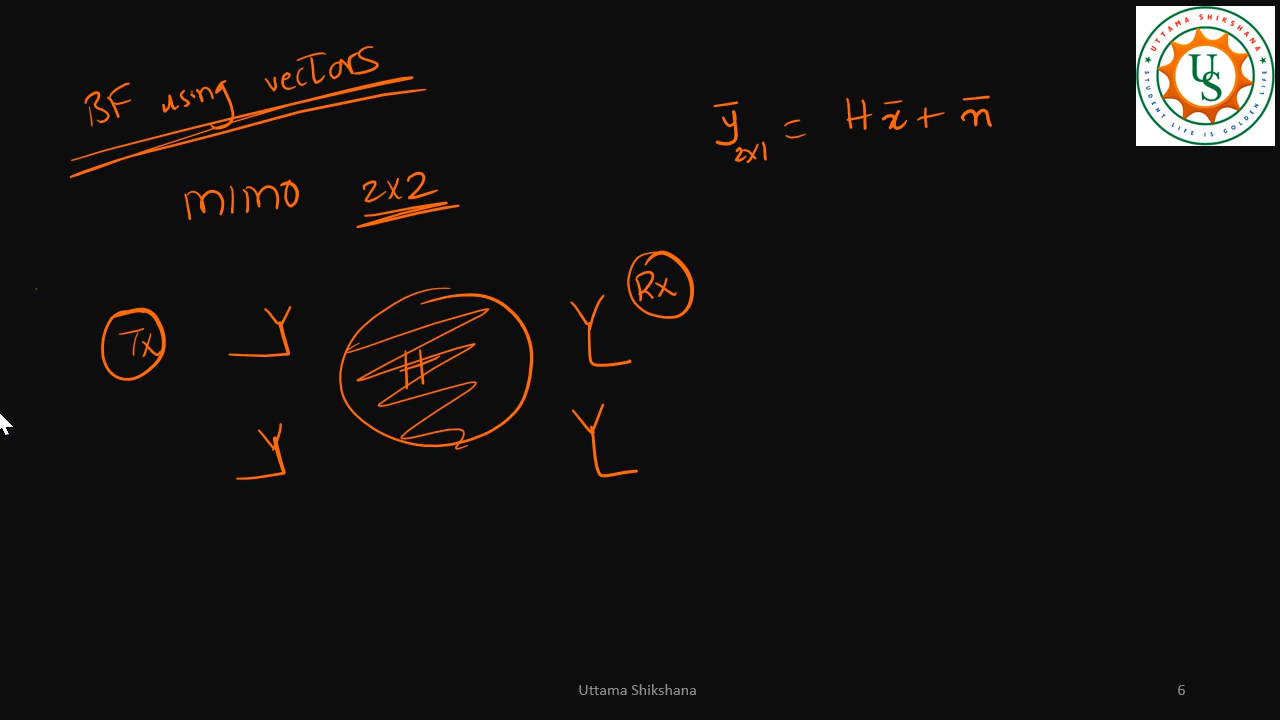 BF using vectors
MIMO 2x2
ȳ 2x1 = Hx̄ + n̄
Tx
H
Rx
UTTAMA SHIKSHANA
US
STUDENT LIFE IS GOLDEN LIFE
Uttama Shikshana
6